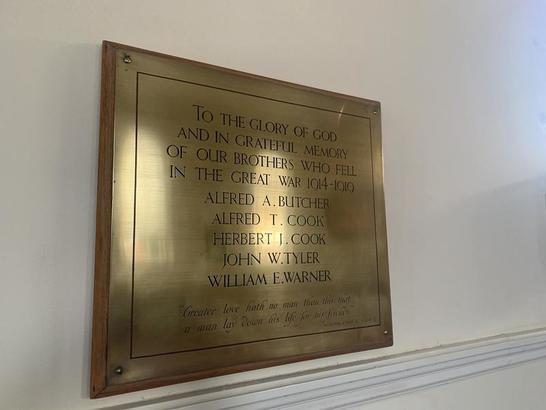 TO THE GLORY OF GOD
AND IN GRATEFUL MEMORY
OF OUR BROTHERS WHO FELL
IN THE GREAT WAR 1914-1919
ALFRED A. BUTCHER
ALFRED T. COOK
HERBERT J. COOK
JOHN W. TYLER
WILLIAM E. WARNER
"Greater love hath no man than this that
a man lay down his life for his friends"